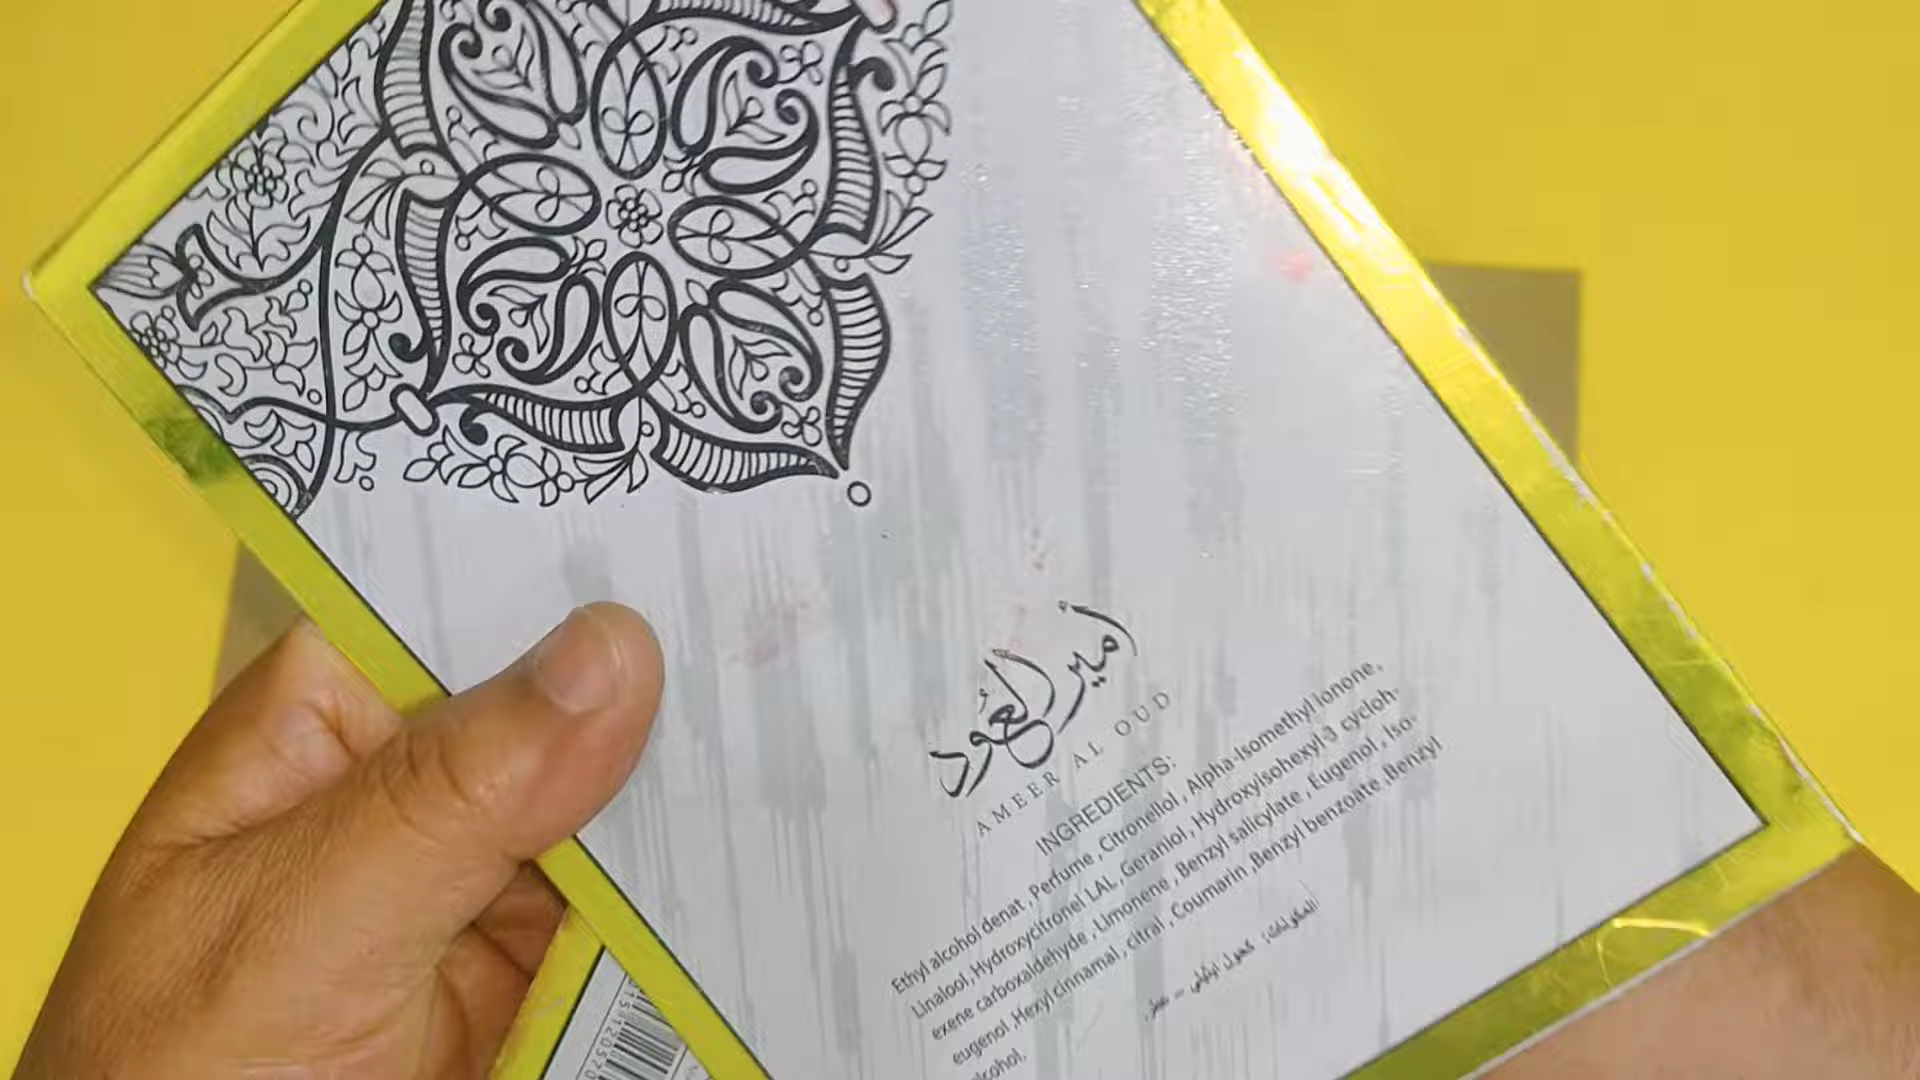 أمير العود
AMEER AL OUD
INGREDIENTS:
Ethyl alcohol denat , Perfume , Citronellol , Alpha-Isomethyl Ionone,
Linalool, Hydroxycitronel LAL, Geraniol , Hydroxyisohexyl 3 cycloh-
exene carboxaldehyde , Limonene , Benzyl salicylate , Eugenol , Iso-
eugenol ,Hexyl cinnamal , citral , Coumarin ,Benzyl benzoate ,Benzyl
alcohol.
المكونات: كحول ايثيلي – عطر.